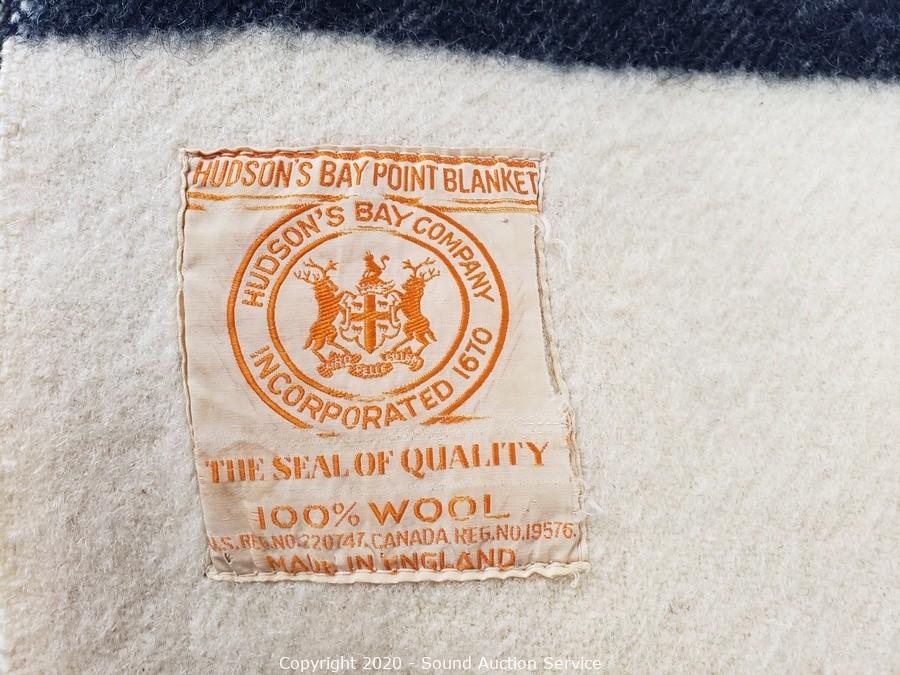 HUDSON'S BAY POINT BLANKET
HUDSON'S BAY COMPANY
INCORPORATED 1670
THE SEAL OF QUALITY
100% WOOL
U.S. REG.NO.220747. CANADA. REG.NO.19576.
MADE IN ENGLAND
Copyright 2020 - Sound Auction Service